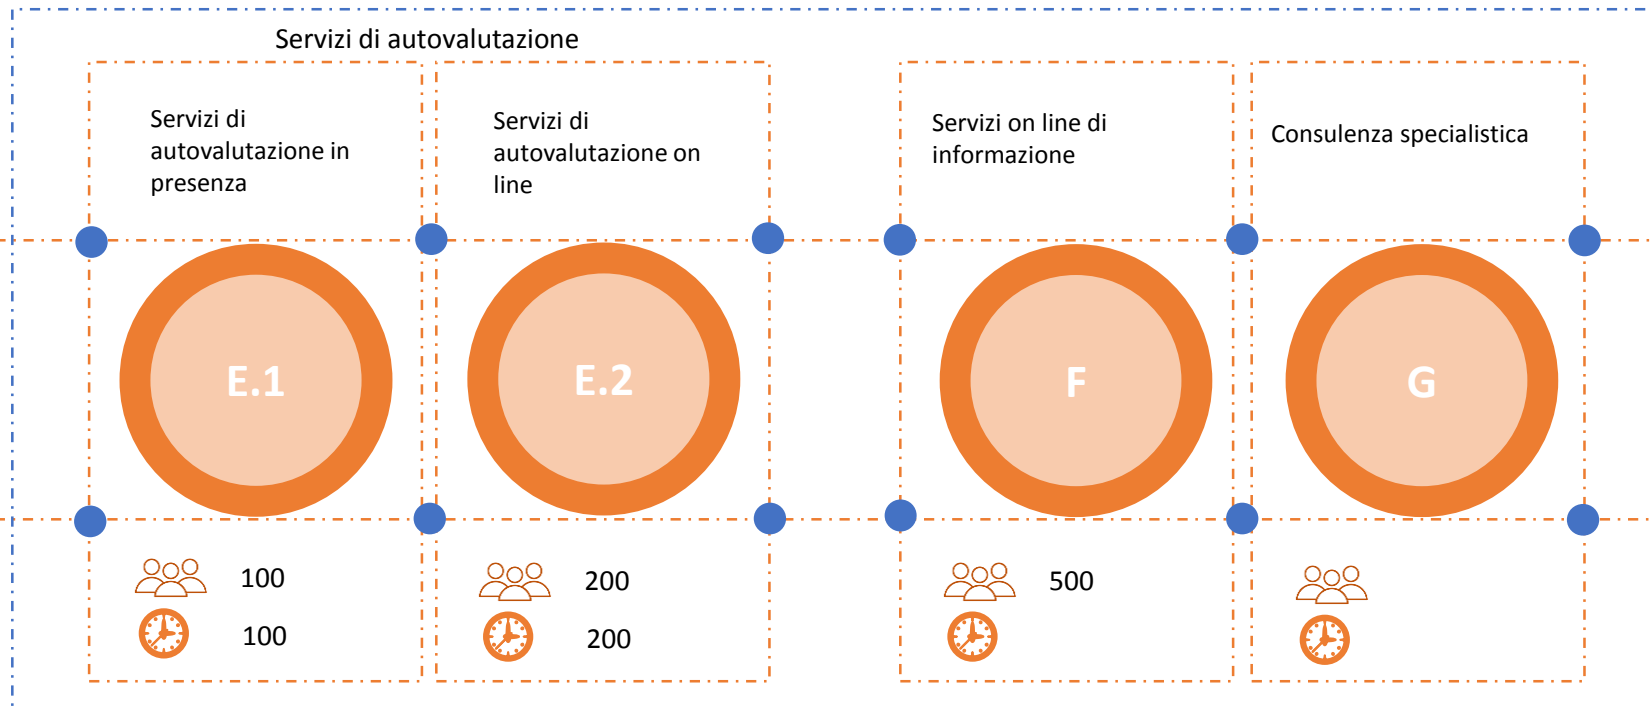 Servizi di autovalutazione
Servizi di
autovalutazione in
presenza
Servizi di
autovalutazione on
line
Servizi on line di
informazione
Consulenza specialistica
E.1
E.2
F
G
100
100
200
200
500